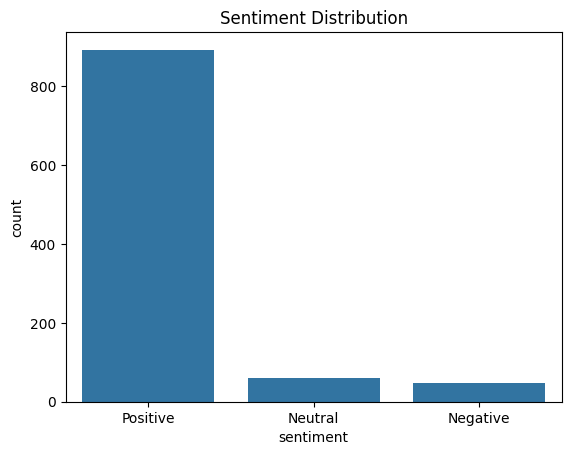 Sentiment Distribution
800
600
400
200
0
count
Positive Neutral Negative
sentiment